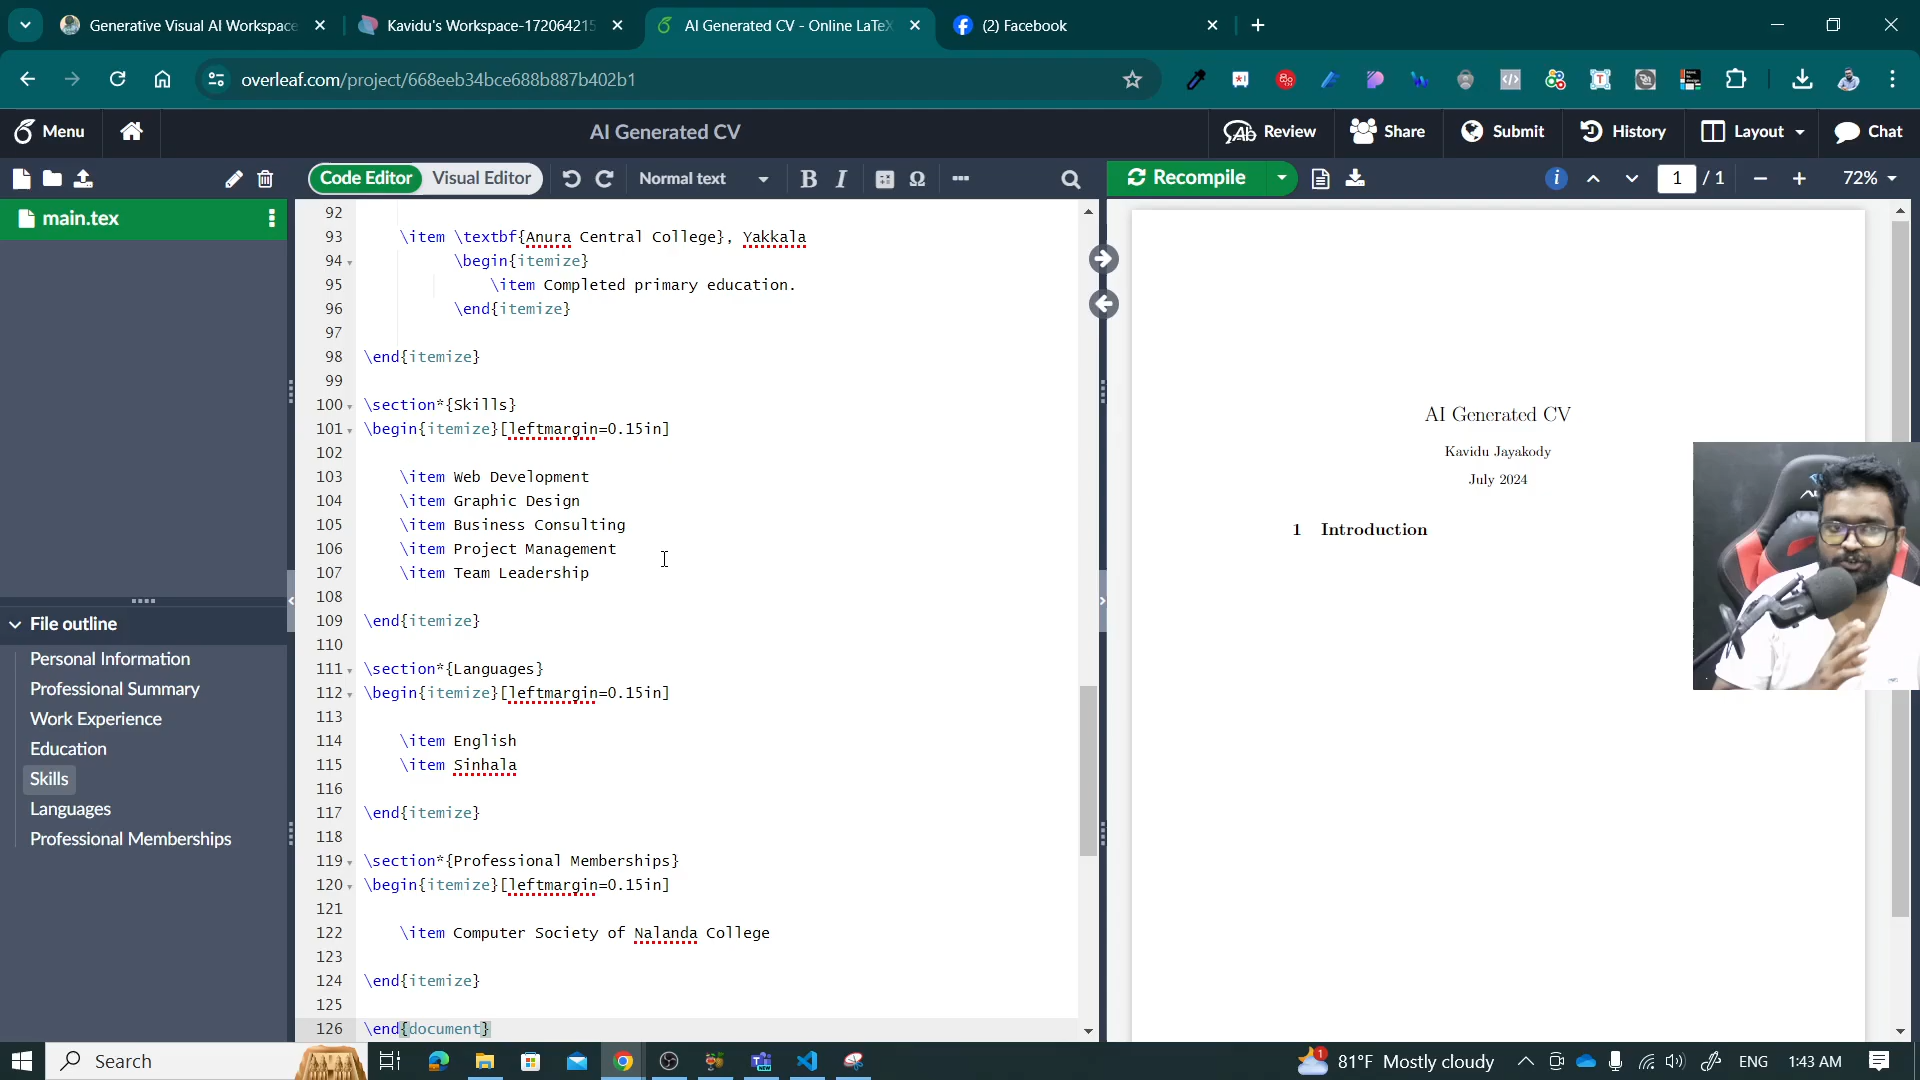 Generative Visual AI Workspace
Kavidu's Workspace-172064215
AI Generated CV - Online LaTeX
(2) Facebook
overleaf.com/project/668eeb34bce688b887b402b1
Menu
AI Generated CV
Review
Share
Submit
History
Layout
Chat
Code Editor
Visual Editor
Normal text
B
I
Ω
Recompile
1 / 1
72%
main.tex
92
93 \item \textbf{Anura Central College}, Yakkala
94 \begin{itemize}
95 \item Completed primary education.
96 \end{itemize}
97
98 \end{itemize}
99
100 \section*{Skills}
101 \begin{itemize}[leftmargin=0.15in]
102
103 \item Web Development
104 \item Graphic Design
105 \item Business Consulting
106 \item Project Management
107 \item Team Leadership
108
109 \end{itemize}
110
111 \section*{Languages}
112 \begin{itemize}[leftmargin=0.15in]
113
114 \item English
115 \item Sinhala
116
117 \end{itemize}
118
119 \section*{Professional Memberships}
120 \begin{itemize}[leftmargin=0.15in]
121
122 \item Computer Society of Nalanda College
123
124 \end{itemize}
125
126 \end{document}
File outline
Personal Information
Professional Summary
Work Experience
Education
Skills
Languages
Professional Memberships
AI Generated CV
Kavidu Jayakody
July 2024
1 Introduction
Search
1
81°F Mostly cloudy
ENG
1:43 AM